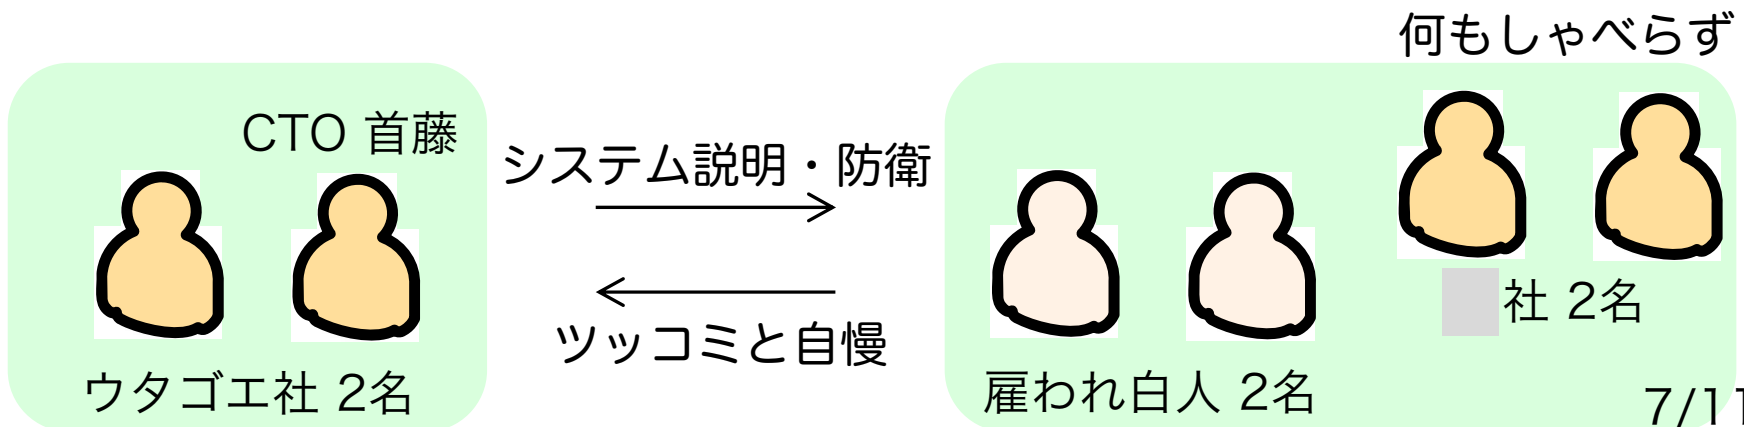 何もしゃべらず
CTO 首藤
システム説明・防衛
社 2名
ツッコミと自慢
ウタゴエ社 2名
雇われ白人 2名
7/11